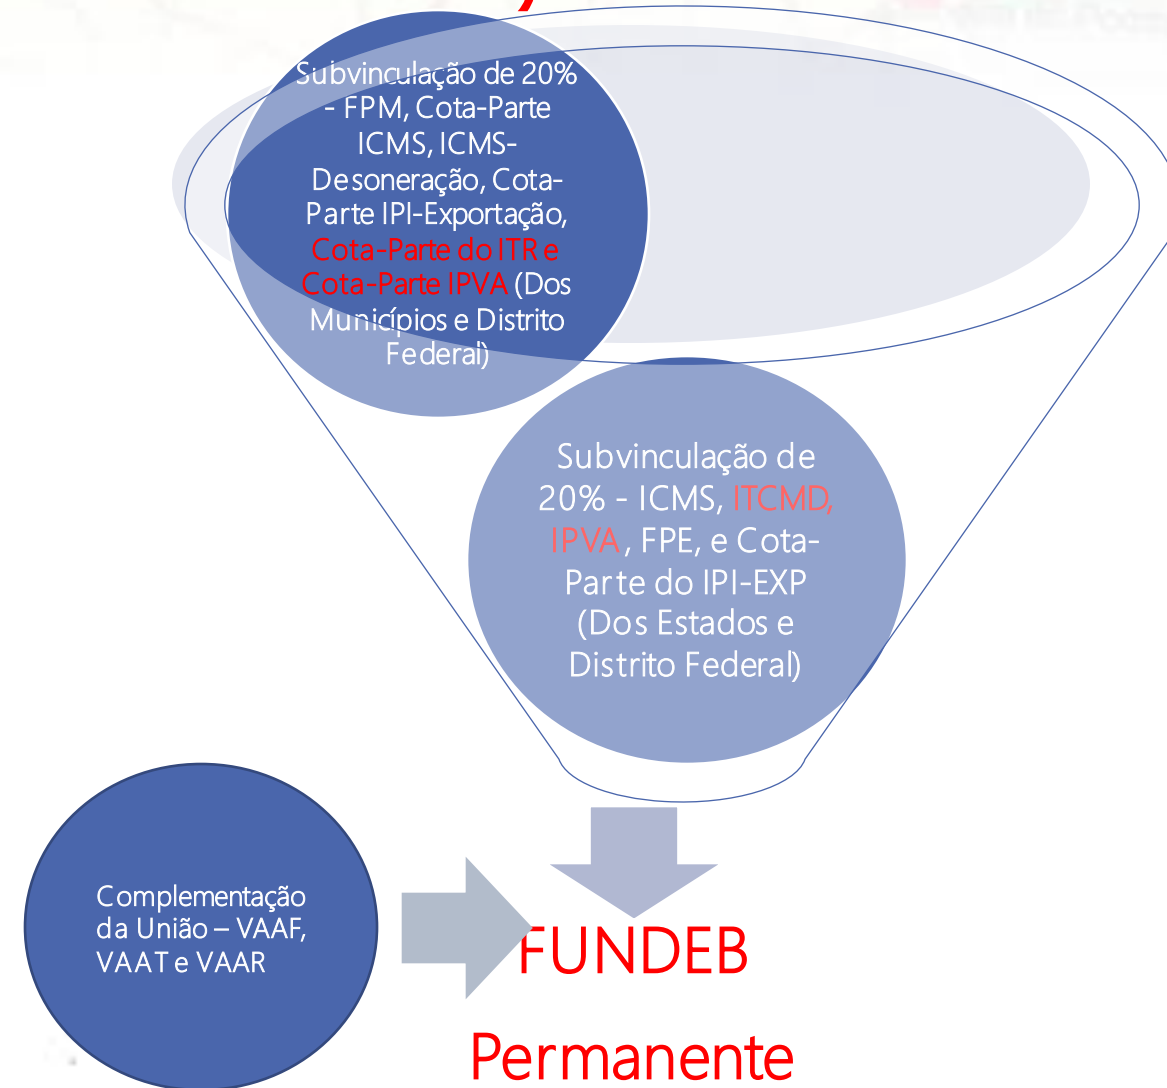 Subvinculação de 20%
- FPM, Cota-Parte
ICMS, ICMS-
Desoneração, Cota-
Parte IPI-Exportação,
Cota-Parte do ITR e
Cota-Parte IPVA (Dos
Municípios e Distrito
Federal)
Subvinculação de
20% - ICMS, ITCMD,
IPVA, FPE, e Cota-
Parte do IPI-EXP
(Dos Estados e
Distrito Federal)
Complementação
da União – VAAF,
VAAT e VAAR
FUNDEB
Permanente